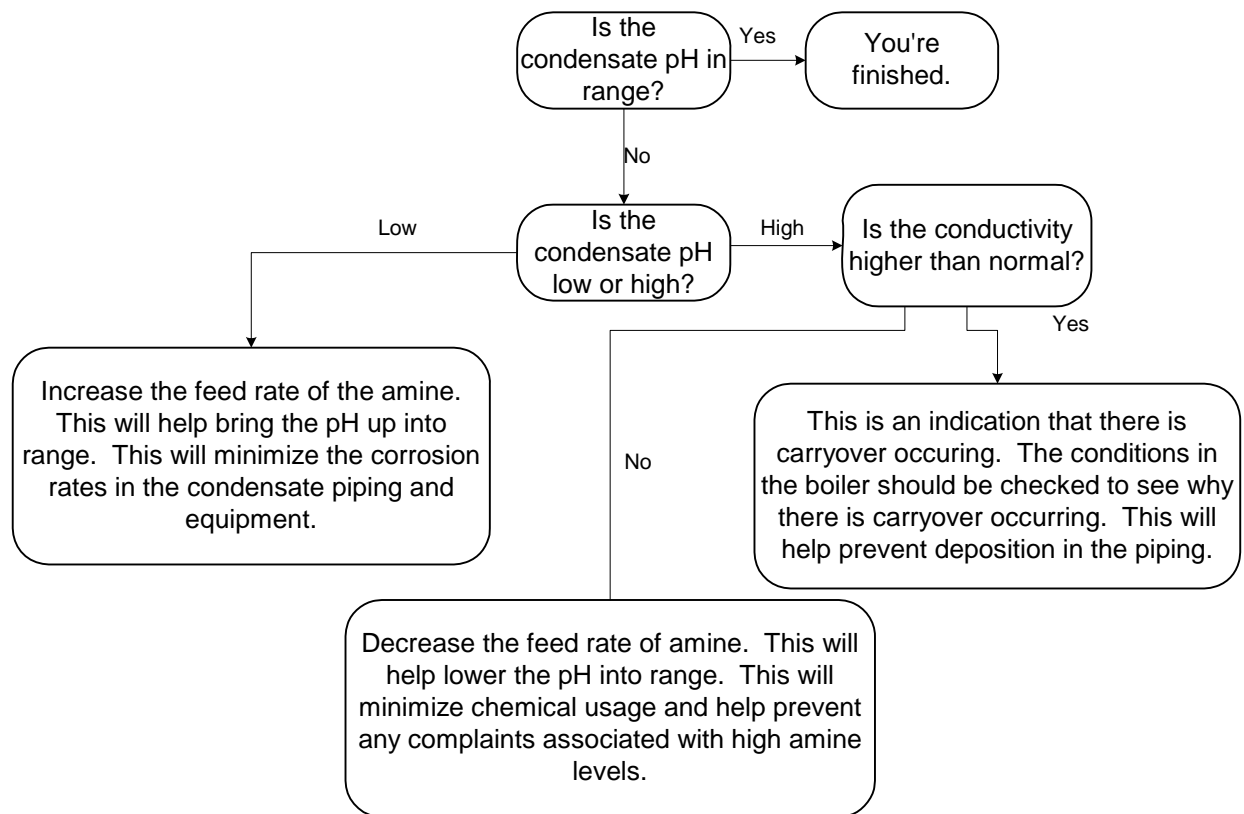 Is the
condensate pH in
range?
Yes
You're
finished.
No
Is the
condensate pH
low or high?
Low
High
Is the conductivity
higher than normal?
Yes
No
Increase the feed rate of the amine.
This will help bring the pH up into
range.  This will minimize the corrosion
rates in the condensate piping and
equipment.
This is an indication that there is
carryover occuring.  The conditions in
the boiler should be checked to see why
there is carryover occurring.  This will
help prevent deposition in the piping.
Decrease the feed rate of amine.  This will
help lower the pH into range.  This will
minimize chemical usage and help prevent
any complaints associated with high amine
levels.